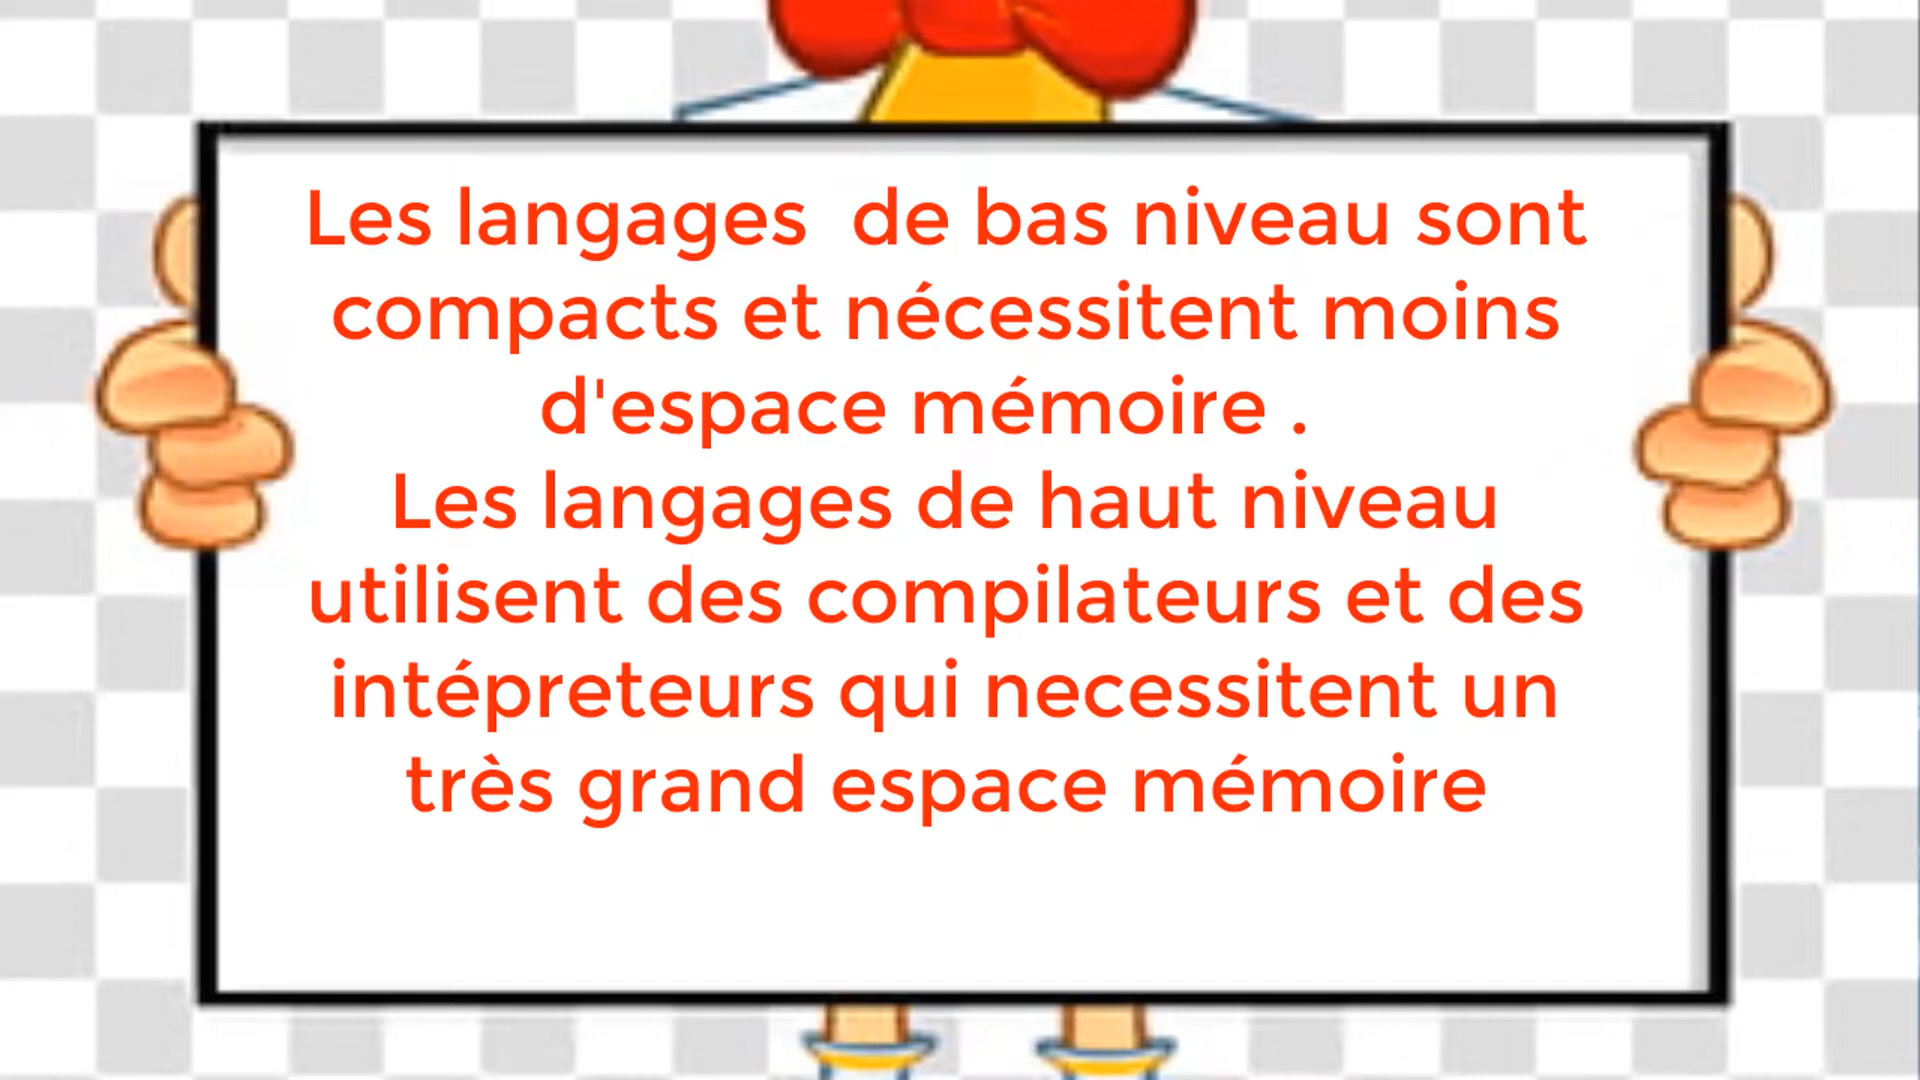 Les langages de bas niveau sont
compacts et nécessitent moins
d'espace mémoire .
Les langages de haut niveau
utilisent des compilateurs et des
intépreteurs qui necessitent un
très grand espace mémoire